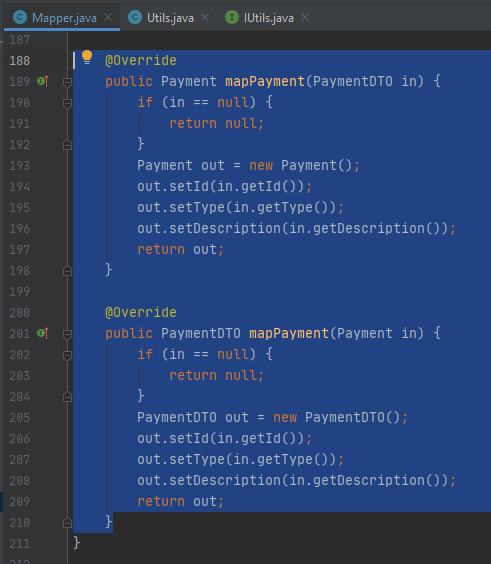 Mapper.java Utils.java IUtils.java
187
188 @Override
189 public Payment mapPayment(PaymentDTO in) {
190 if (in == null) {
191 return null;
192 }
193 Payment out = new Payment();
194 out.setId(in.getId());
195 out.setType(in.getType());
196 out.setDescription(in.getDescription());
197 return out;
198 }
199
200 @Override
201 public PaymentDTO mapPayment(Payment in) {
202 if (in == null) {
203 return null;
204 }
205 PaymentDTO out = new PaymentDTO();
206 out.setId(in.getId());
207 out.setType(in.getType());
208 out.setDescription(in.getDescription());
209 return out;
210 }
211 }